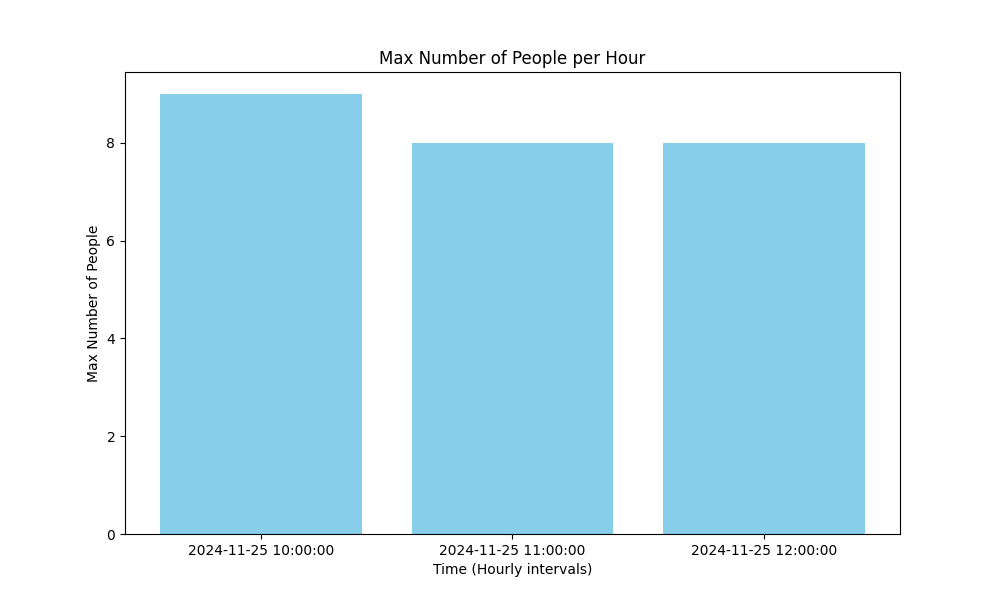 Max Number of People per Hour
Max Number of People
8
6
4
2
0
2024-11-25 10:00:00
2024-11-25 11:00:00
2024-11-25 12:00:00
Time (Hourly intervals)